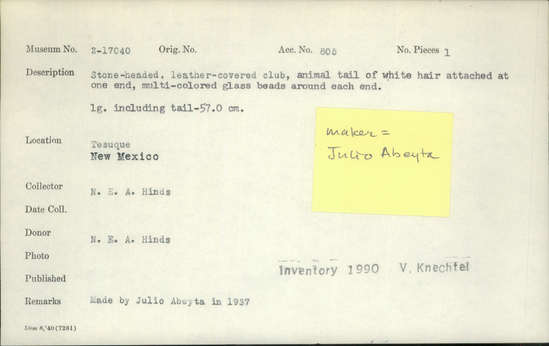 Museum No. 2-17040 Orig. No. Acc. No. 805 No. Pieces 1
Description Stone-headed, leather-covered club, animal tail of white hair attached at
one end, multi-colored glass beads around each end.
lg. including tail-57.0 cm.
maker =
Julio Abeyta
Location Tesuque
New Mexico
Collector N. E. A. Hinds
Date Coll.
Donor N. E. A. Hinds
Photo
Inventory 1990 V. Knechtel
Published
Remarks Made by Julio Abeyta in 1937
8,'40 (7281)